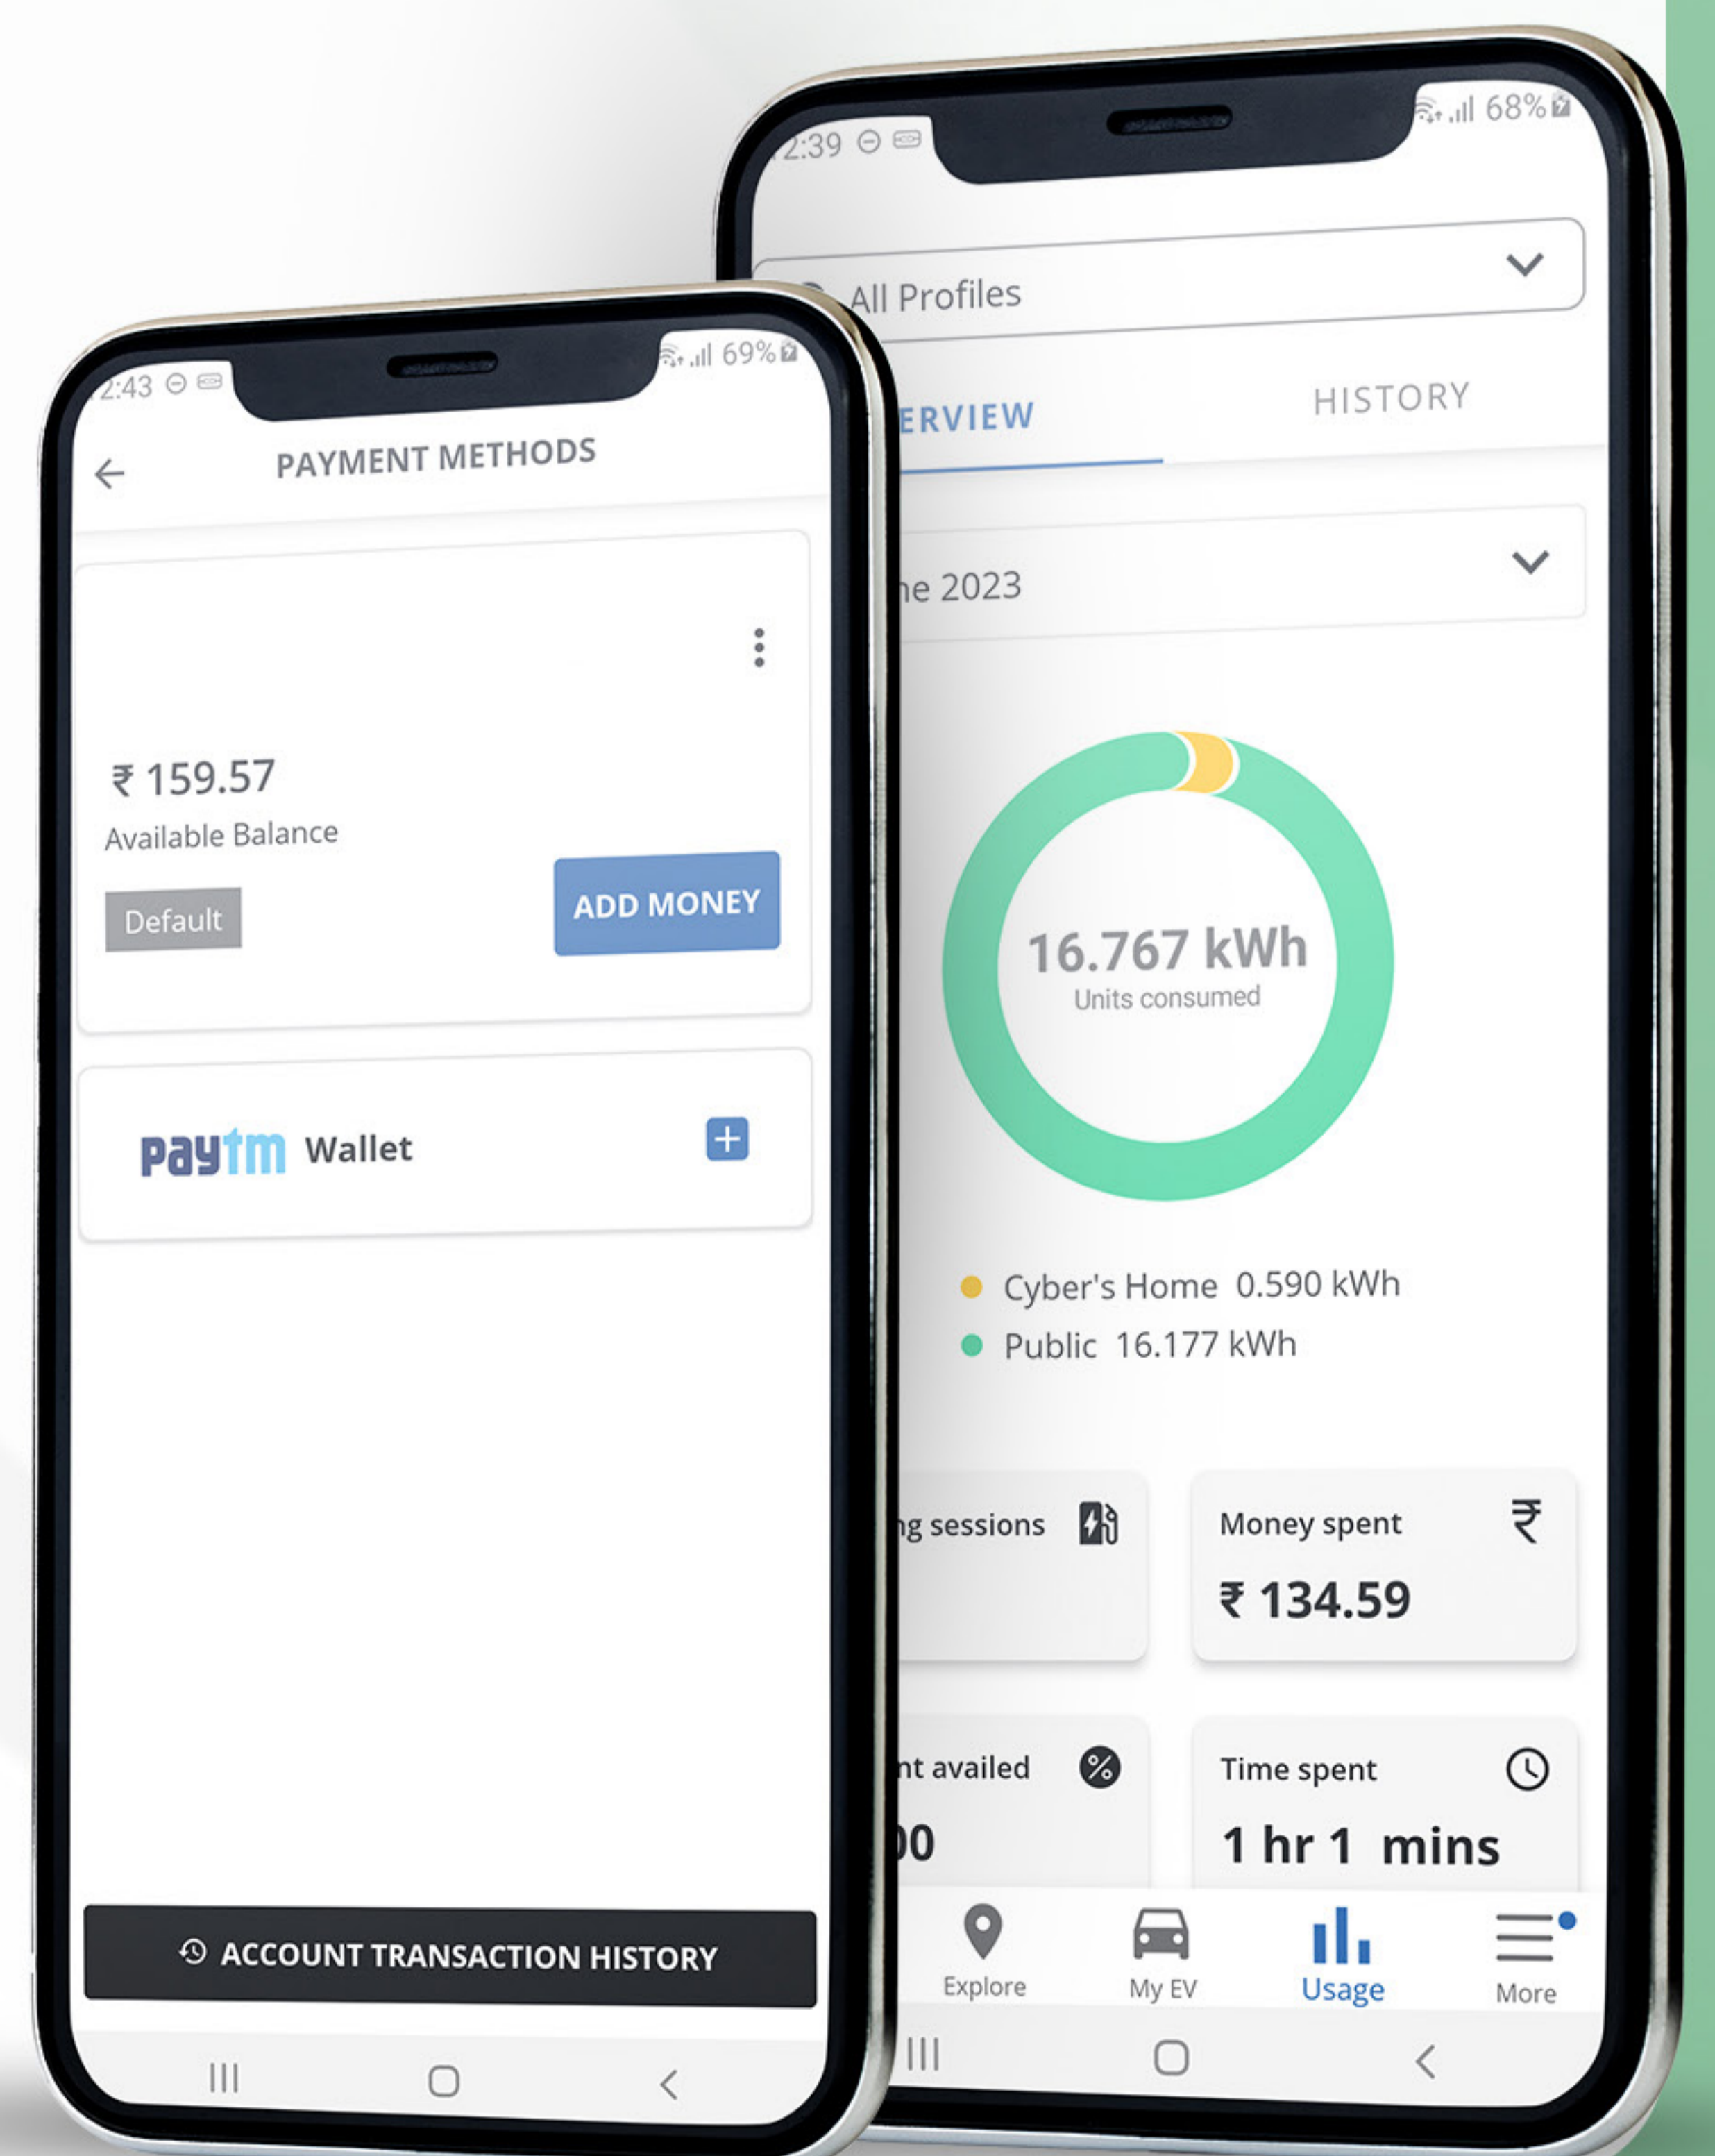 2:43
69%
PAYMENT METHODS
₹ 159.57
Available Balance
Default
ADD MONEY
paytm Wallet
ACCOUNT TRANSACTION HISTORY
2:39
68%
All Profiles
ERVIEW
HISTORY
ne 2023
16.767 kWh
Units consumed
Cyber's Home 0.590 kWh
Public 16.177 kWh
ng sessions
Money spent
₹
₹ 134.59
nt availed
%
Time spent
00
1 hr 1 mins
Explore
My EV
Usage
More